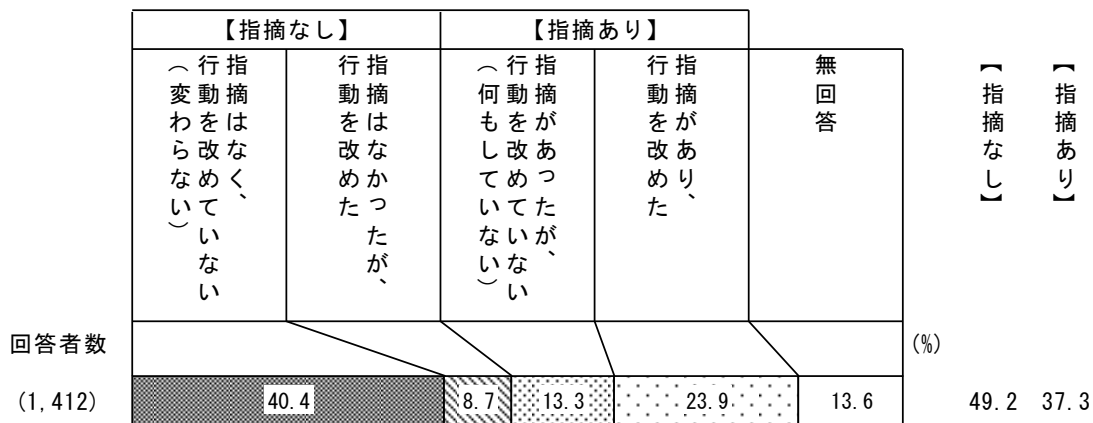 【指摘なし】
【指摘あり】
指摘はなく、
行動を改めていない
（変わらない）
指摘はなかったが、
行動を改めた
指摘があったが、
行動を改めていない
（何もしていない）
指摘があり、
行動を改めた
無回答
【指摘なし】
【指摘あり】
回答者数
(%)
(1,412)
40.4
8.7
13.3
23.9
13.6
49.2
37.3